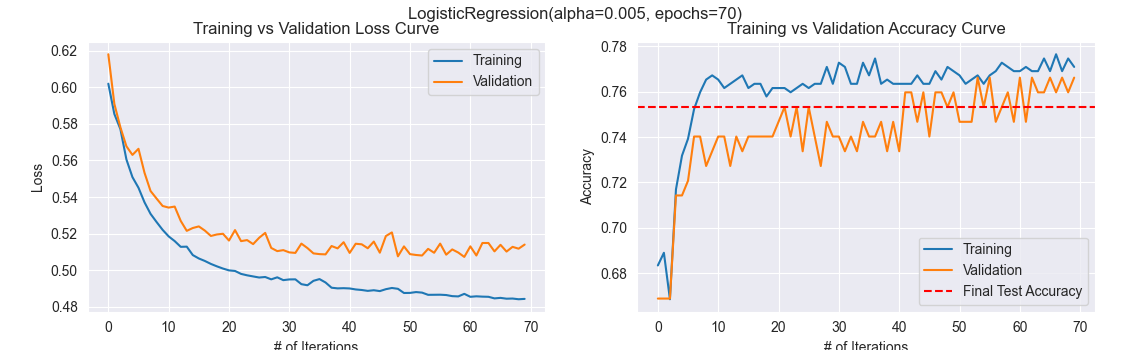 LogisticRegression(alpha=0.005, epochs=70)
Training vs Validation Loss Curve
0.62
0.60
0.58
0.56
0.54
0.52
0.50
0.48
Loss
Training
Validation
0 10 20 30 40 50 60 70
# of Iterations
Training vs Validation Accuracy Curve
0.78
0.76
0.74
0.72
0.70
0.68
Accuracy
Training
Validation
Final Test Accuracy
0 10 20 30 40 50 60 70
# of Iterations